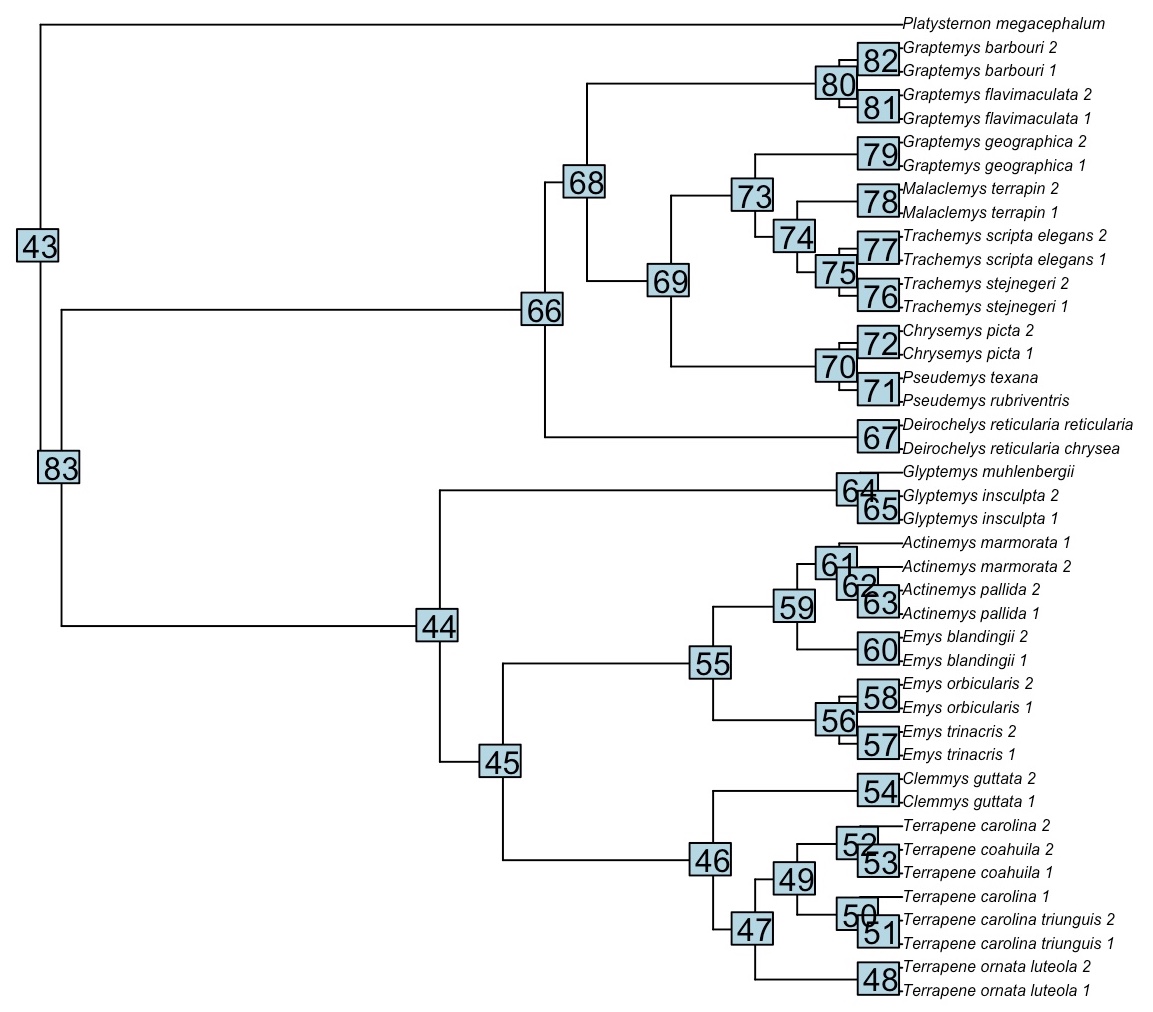 Platysternon megacephalum
Graptemys barbouri 2
82
Graptemys barbouri 1
80
Graptemys flavimaculata 2
81
Graptemys flavimaculata 1
Graptemys geographica 2
79
Graptemys geographica 1
68
Malaclemys terrapin 2
73
78
Malaclemys terrapin 1
74
Trachemys scripta elegans 2
43
77
Trachemys scripta elegans 1
75
69
Trachemys stejnegeri 2
76
Trachemys stejnegeri 1
66
Chrysemys picta 2
72
Chrysemys picta 1
70
Pseudemys texana
71
Pseudemys rubriventris
Deirochelys reticularia reticularia
67
Deirochelys reticularia chrysea
83
Glyptemys muhlenbergii
64
Glyptemys insculpta 2
65
Glyptemys insculpta 1
Actinemys marmorata 1
61
Actinemys marmorata 2
62
Actinemys pallida 2
63
59
Actinemys pallida 1
44
Emys blandingii 2
60
Emys blandingii 1
55
Emys orbicularis 2
58
Emys orbicularis 1
56
Emys trinacris 2
57
Emys trinacris 1
45
Clemmys guttata 2
54
Clemmys guttata 1
Terrapene carolina 2
52
Terrapene coahuila 2
53
46
Terrapene coahuila 1
49
Terrapene carolina 1
50
Terrapene carolina triunguis 2
51
47
Terrapene carolina triunguis 1
Terrapene ornata luteola 2
48
Terrapene ornata luteola 1